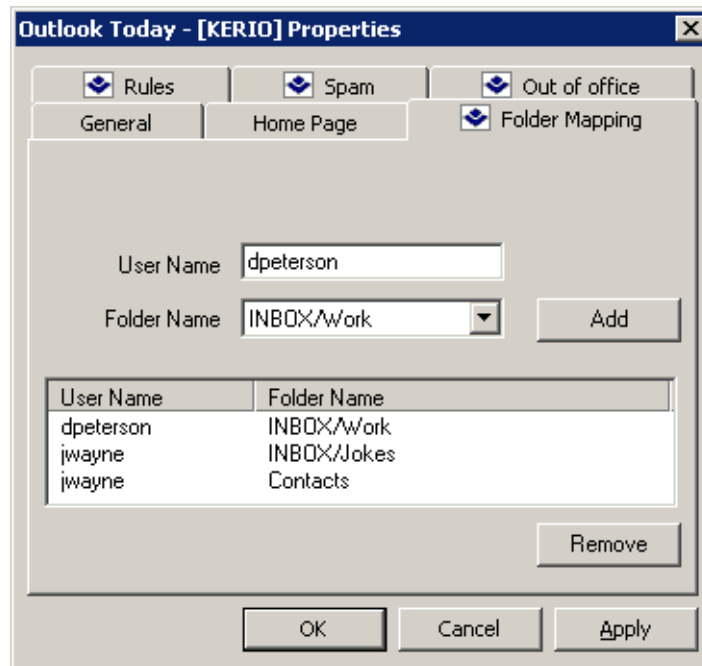 Outlook Today - [KERIO] Properties
Rules Spam Out of office
General Home Page Folder Mapping
User Name dpeterson
Folder Name INBOX/Work Add
User Name Folder Name
dpeterson INBOX/Work
jwayne INBOX/Jokes
jwayne Contacts
Remove
OK Cancel Apply